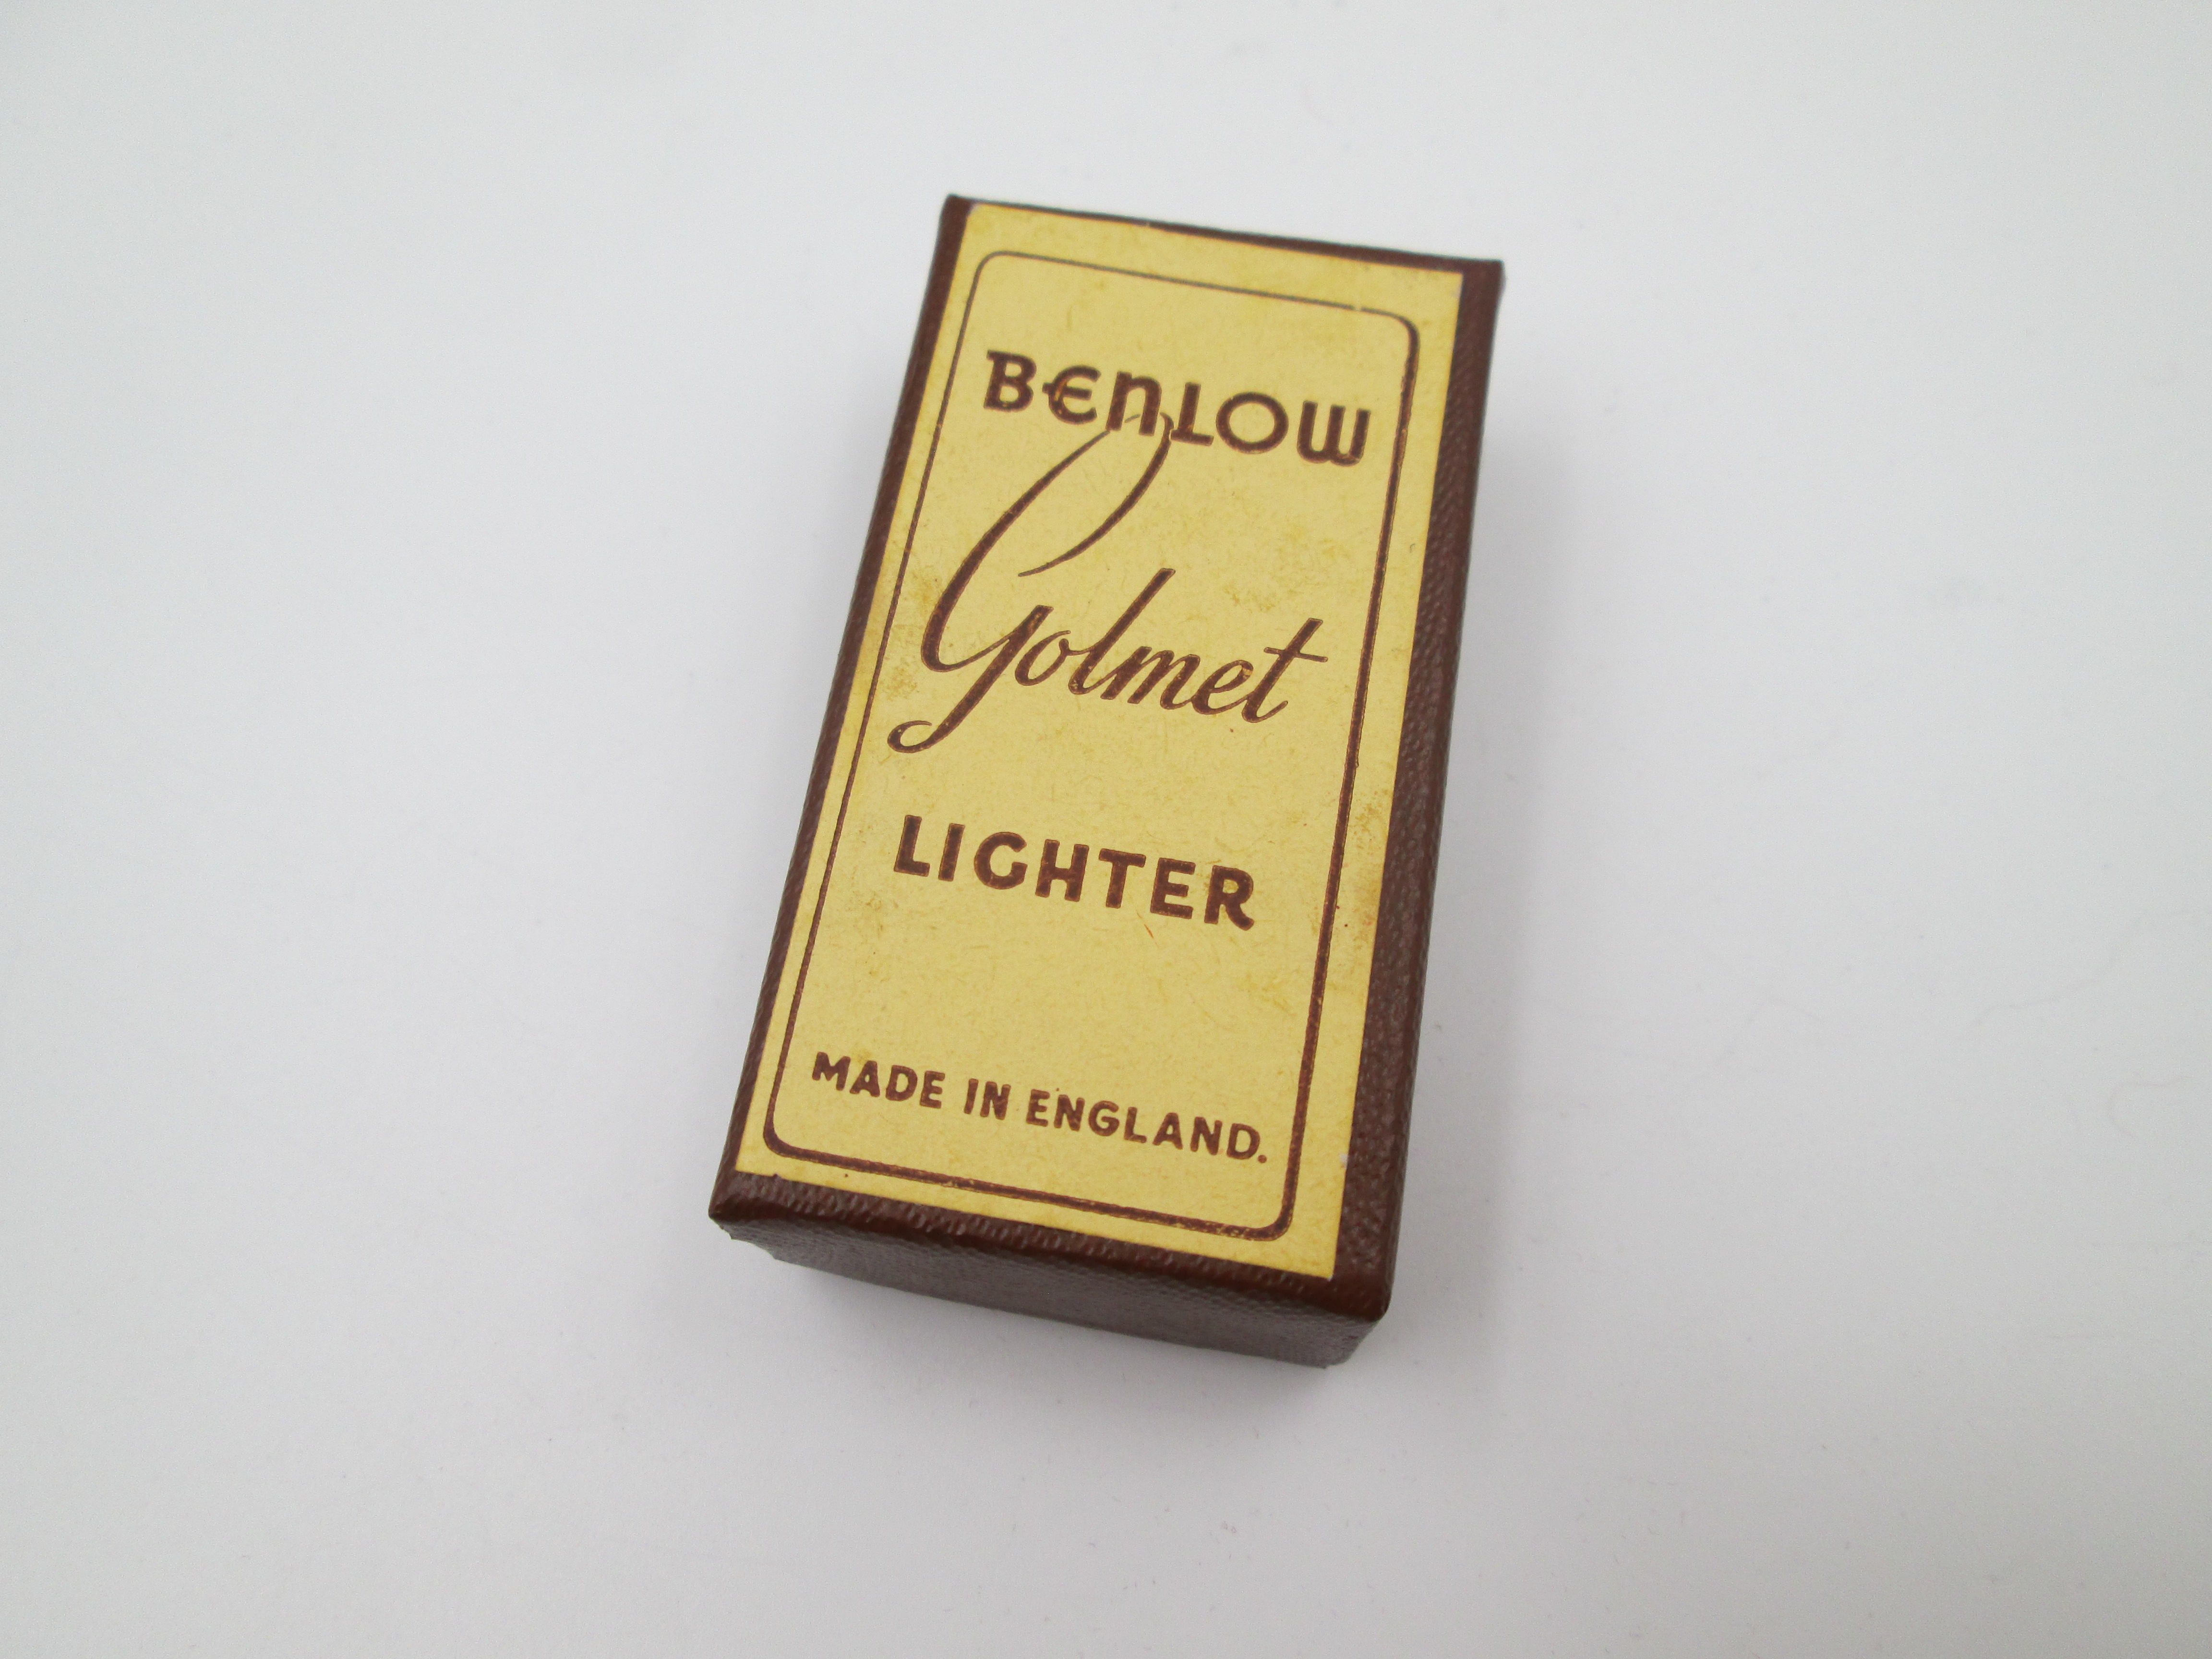 BENLOW
Golmet
LIGHTER
MADE IN ENGLAND.